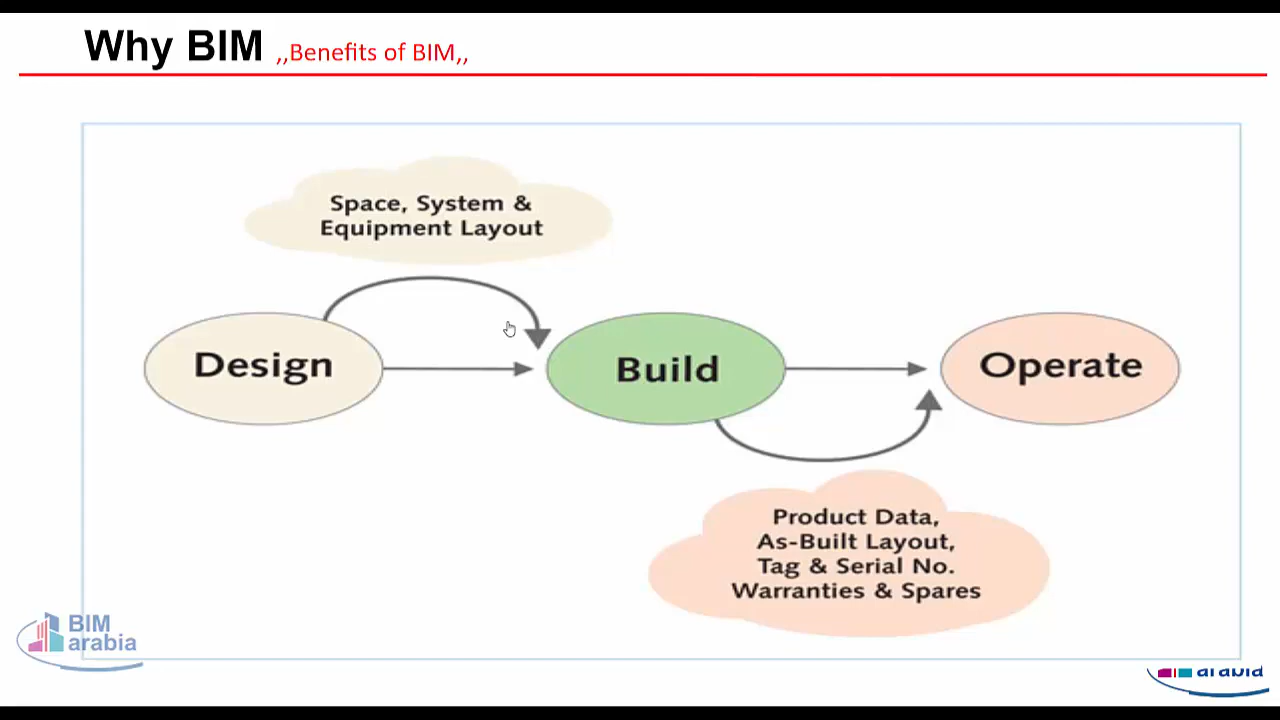 Why BIM ,,Benefits of BIM,,
Space, System &
Equipment Layout
Design
Build
Operate
Product Data,
As-Built Layout,
Tag & Serial No.
Warranties & Spares
BIM
arabia
arabia